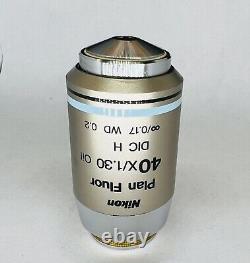 Nikon
Plan Fluor
40X/1.30 Oil
DIC H
∞/0.17 WD 0.2